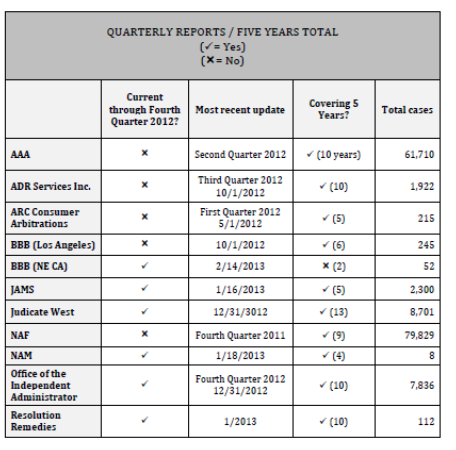 QUARTERLY REPORTS / FIVE YEARS TOTAL
(✓= Yes)
(✖= No)
Current through Fourth Quarter 2012? Most recent update Covering 5 Years? Total cases
AAA ✖ Second Quarter 2012 ✓ (10 years) 61,710
ADR Services Inc. ✖ Third Quarter 2012 10/1/2012 ✓ (10) 1,922
ARC Consumer Arbitrations ✖ First Quarter 2012 5/1/2012 ✓ (5) 215
BBB (Los Angeles) ✖ 10/1/2012 ✓ (6) 245
BBB (NE CA) ✓ 2/14/2013 ✖ (2) 52
JAMS ✓ 1/16/2013 ✓ (5) 2,300
Judicate West ✓ 12/31/3012 ✓ (13) 8,701
NAF ✖ Fourth Quarter 2011 ✓ (9) 79,829
NAM ✓ 1/18/2013 ✓ (4) 8
Office of the Independent Administrator ✓ Fourth Quarter 2012 12/31/2012 ✓ (10) 7,836
Resolution Remedies ✓ 1/2013 ✓ (10) 112